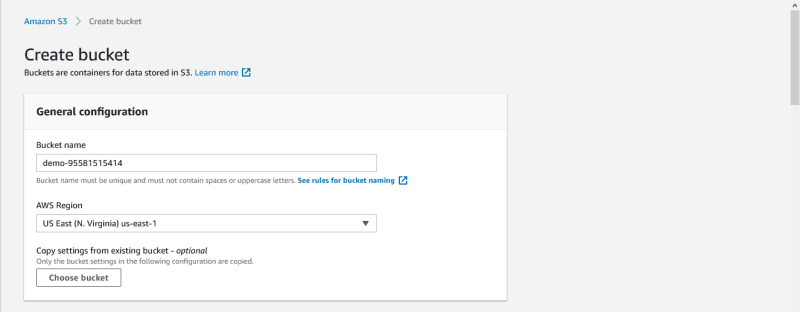 Amazon S3 > Create bucket
Create bucket
Buckets are containers for data stored in S3. Learn more
General configuration
Bucket name
demo-95581515414
Bucket name must be unique and must not contain spaces or uppercase letters. See rules for bucket naming
AWS Region
US East (N. Virginia) us-east-1
Copy settings from existing bucket - optional
Only the bucket settings in the following configuration are copied.
Choose bucket